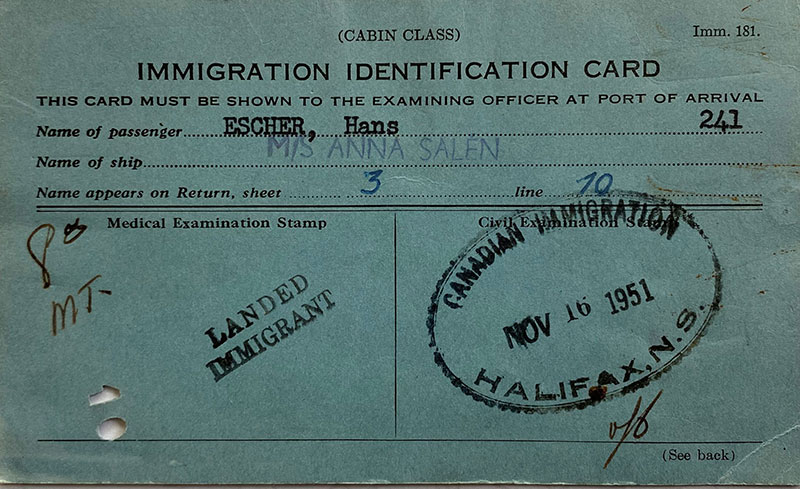 (CABIN CLASS) Imm. 181.
IMMIGRATION IDENTIFICATION CARD
THIS CARD MUST BE SHOWN TO THE EXAMINING OFFICER AT PORT OF ARRIVAL
Name of passenger ESCHER, Hans 241
Name of ship M/S ANNA SALÉN
Name appears on Return, sheet 3 line 10
Medical Examination Stamp Civil Examination Stamp
MT-
LANDED
IMMIGRANT
CANADIAN IMMIGRATION
NOV 16 1951
HALIFAX, N.S.
(See back)